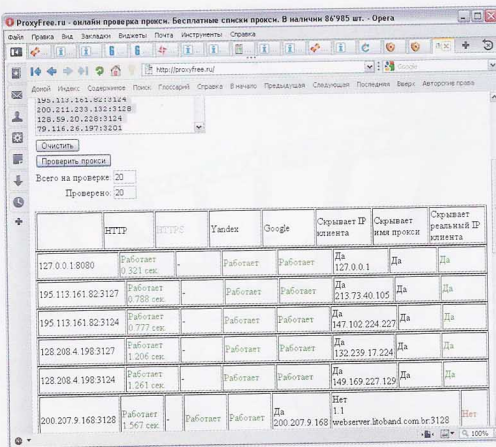 ProxyFree.ru - онлайн проверка прокси. Бесплатные списки прокси. В наличии 86'985 шт. - Opera
Файл Правка Вид Закладки Виджеты Почта Инструменты Справка
http://proxyfree.ru/
Google
Домой Индекс Содержание Поиск Глоссарий Справка В начало Предыдущая Следующая Последняя Вверх Авторские права
195.113.161.82:3124
200.211.233.132:3128
128.59.20.228:3124
79.116.26.197:3201
Очистить
Проверить прокси
Всего на проверке: 20
Проверено: 20
HTTP HTTPS Yandex Google Скрывает IP клиента Скрывает имя прокси Скрывает реальный IP клиента
127.0.0.1:8080 Работает 0.321 сек. - Работает Работает Да 127.0.0.1 Да Да
195.113.161.82:3127 Работает 0.788 сек. - Работает Работает Да 213.73.40.105 Да Да
195.113.161.82:3124 Работает 0.777 сек. - Работает Работает Да 147.102.224.227 Да Да
128.208.4.198:3127 Работает 1.206 сек. - Работает Работает Да 132.239.17.224 Да Да
128.208.4.198:3124 Работает 1.261 сек. - Работает Работает Да 149.169.227.129 Да Да
200.207.9.168:3128 Работает 1.567 сек. - Работает Работает Да 200.207.9.168 Нет 1.1 webserver.litoband.com.br:3128 Нет
100%